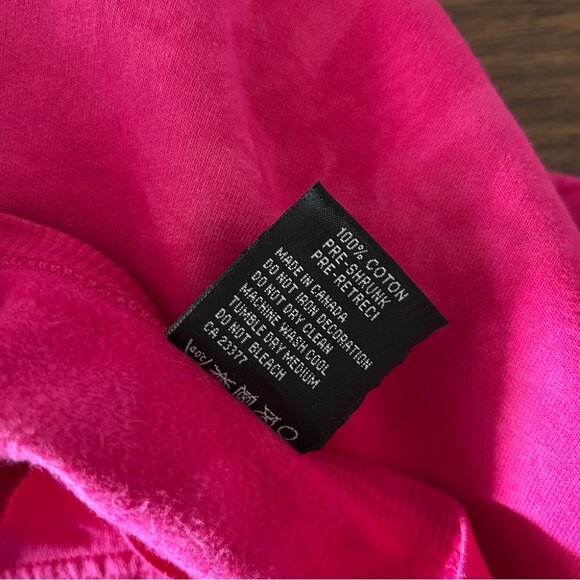 100% COTON
PRE-SHRUNK
PRE-RETRECI
MADE IN CANADA
DO NOT IRON DECORATION
DO NOT DRY CLEAN
MACHINE WASH COOL
TUMBLE DRY MEDIUM
DO NOT BLEACH
CA 23377